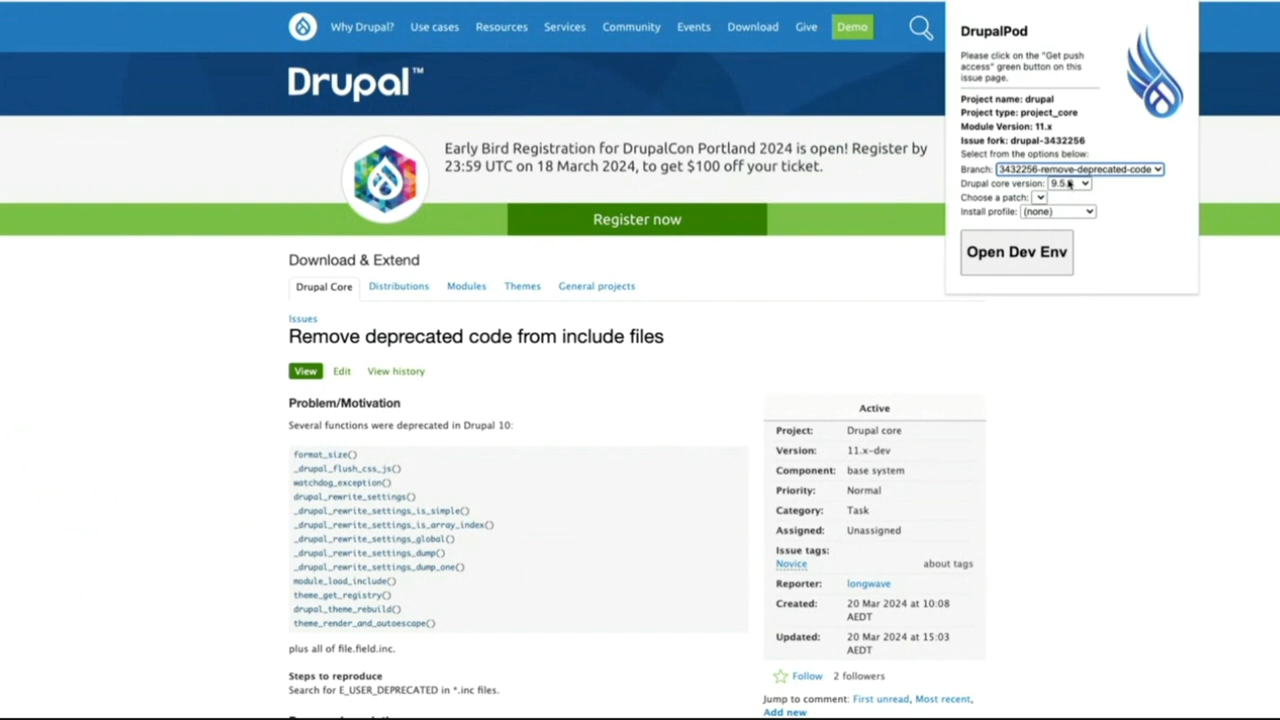 Why Drupal? Use cases Resources Services Community Events Download Give Demo
Drupal™
Early Bird Registration for DrupalCon Portland 2024 is open! Register by
23:59 UTC on 18 March 2024, to get $100 off your ticket.
Register now
DrupalPod
Please click on the "Get push
access" green button on this
issue page.
Project name: drupal
Project type: project_core
Module Version: 11.x
Issue fork: drupal-3432256
Select from the options below:
Branch: 3432256-remove-deprecated-code
Drupal core version: 9.5.
Choose a patch:
Install profile: (none)
Open Dev Env
Download & Extend
Drupal Core Distributions Modules Themes General projects
Issues
Remove deprecated code from include files
View Edit View history
Problem/Motivation
Several functions were deprecated in Drupal 10:
format_size()
_drupal_flush_css_js()
watchdog_exception()
drupal_rewrite_settings()
_drupal_rewrite_settings_is_simple()
_drupal_rewrite_settings_is_array_index()
_drupal_rewrite_settings_global()
_drupal_rewrite_settings_dump()
_drupal_rewrite_settings_dump_one()
module_load_include()
theme_get_registry()
drupal_theme_rebuild()
theme_render_and_autoescape()
plus all of file.field.inc.
Steps to reproduce
Search for E_USER_DEPRECATED in *.inc files.
Active
Project: Drupal core
Version: 11.x-dev
Component: base system
Priority: Normal
Category: Task
Assigned: Unassigned
Issue tags:
Novice about tags
Reporter: longwave
Created: 20 Mar 2024 at 10:08
AEDT
Updated: 20 Mar 2024 at 15:03
AEDT
Follow 2 followers
Jump to comment: First unread, Most recent,
Add new